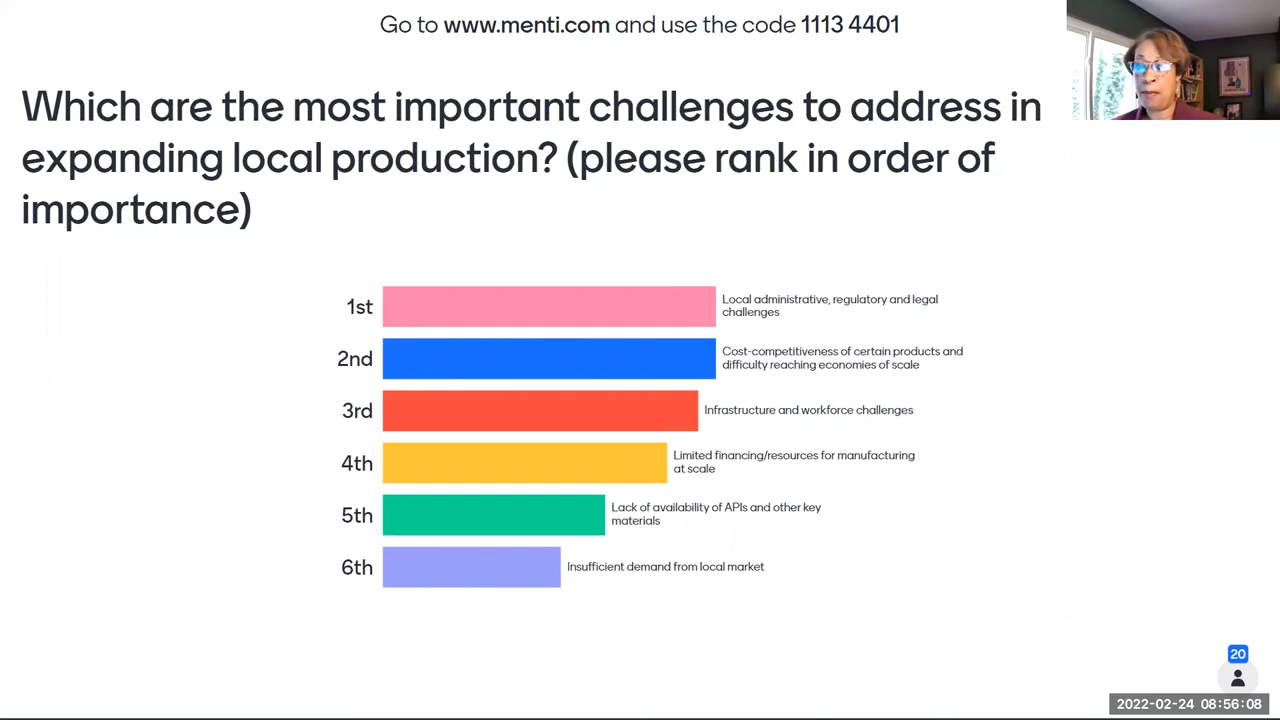 Go to www.menti.com and use the code 1113 4401
Which are the most important challenges to address in
expanding local production? (please rank in order of
importance)
1st
Local administrative, regulatory and legal
challenges
2nd
Cost-competitiveness of certain products and
difficulty reaching economies of scale
3rd
Infrastructure and workforce challenges
4th
Limited financing/resources for manufacturing
at scale
5th
Lack of availability of APIs and other key
materials
6th
Insufficient demand from local market
20
2022-02-24 08:56:08